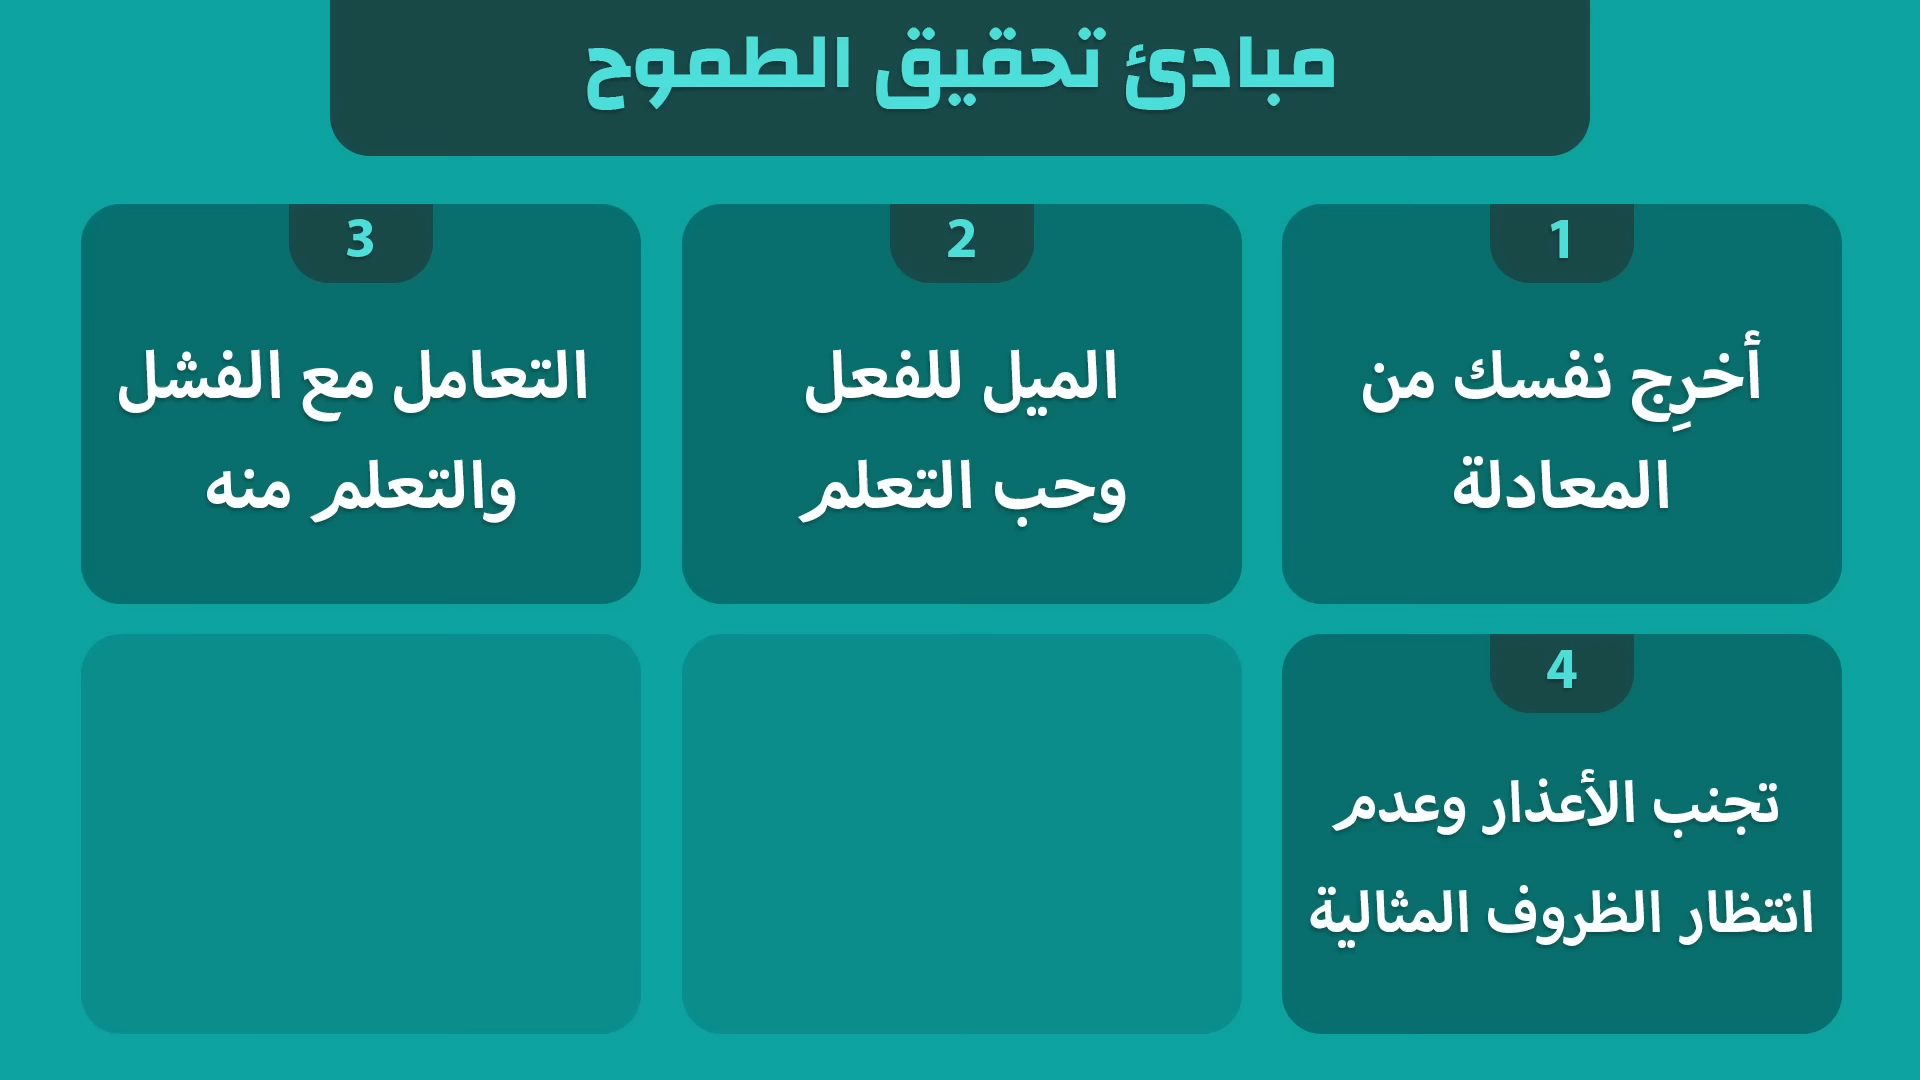 مبادئ تحقيق الطموح
1
أخرِج نفسك من
المعادلة
2
الميل للفعل
وحب التعلم
3
التعامل مع الفشل
والتعلم منه
4
تجنب الأعذار وعدم
انتظار الظروف المثالية